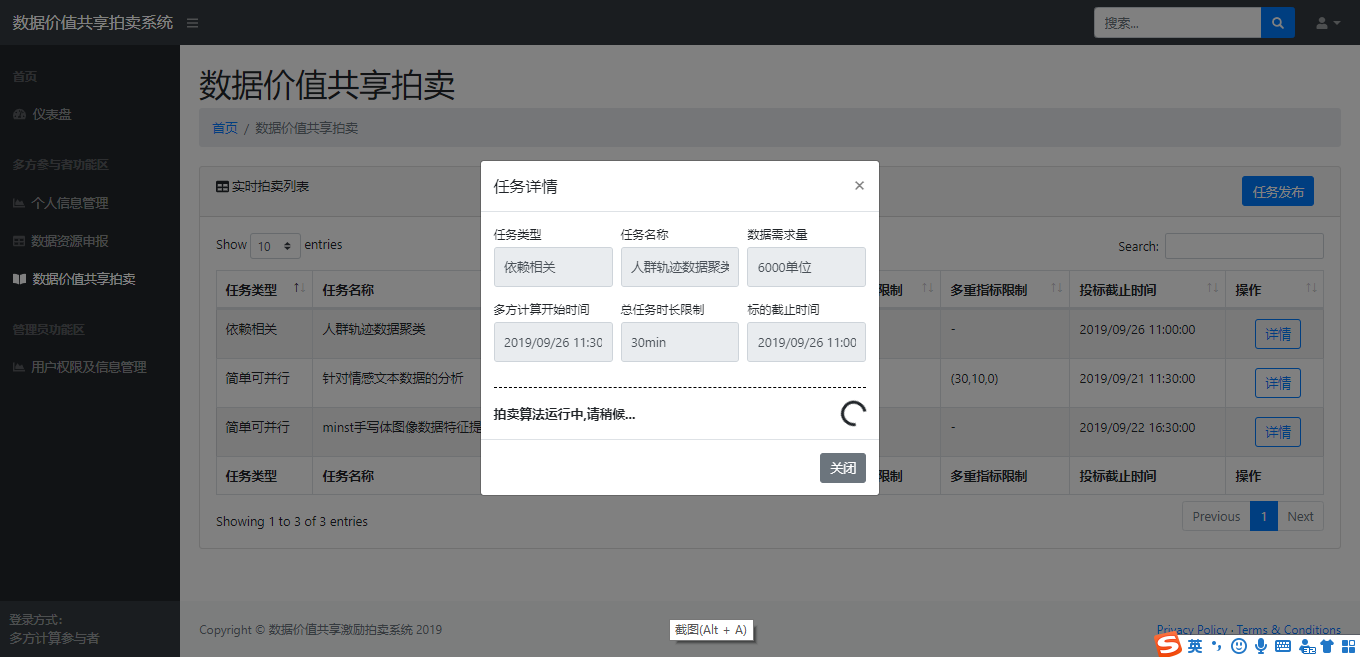 数据价值共享拍卖系统
搜索...
首页
仪表盘
多方参与者功能区
个人信息管理
数据资源申报
数据价值共享拍卖
管理员功能区
用户权限及信息管理
登录方式:
多方计算参与者
数据价值共享拍卖
首页 / 数据价值共享拍卖
实时拍卖列表
任务发布
Show 10 entries
Search:
任务类型 任务名称 限制 多重指标限制 投标截止时间 操作
依赖相关 人群轨迹数据聚类 - 2019/09/26 11:00:00 详情
简单可并行 针对情感文本数据的分析 (30,10,0) 2019/09/21 11:30:00 详情
简单可并行 minst手写体图像数据特征提 - 2019/09/22 16:30:00 详情
任务类型 任务名称 限制 多重指标限制 投标截止时间 操作
Showing 1 to 3 of 3 entries
Previous 1 Next
任务详情 ×
任务类型 任务名称 数据需求量
依赖相关 人群轨迹数据聚类 6000单位
多方计算开始时间 总任务时长限制 标的截止时间
2019/09/26 11:30 30min 2019/09/26 11:00
拍卖算法运行中,请稍候...
关闭
Copyright © 数据价值共享激励拍卖系统 2019
截图(Alt + A)
Privacy Policy · Terms & Conditions
英